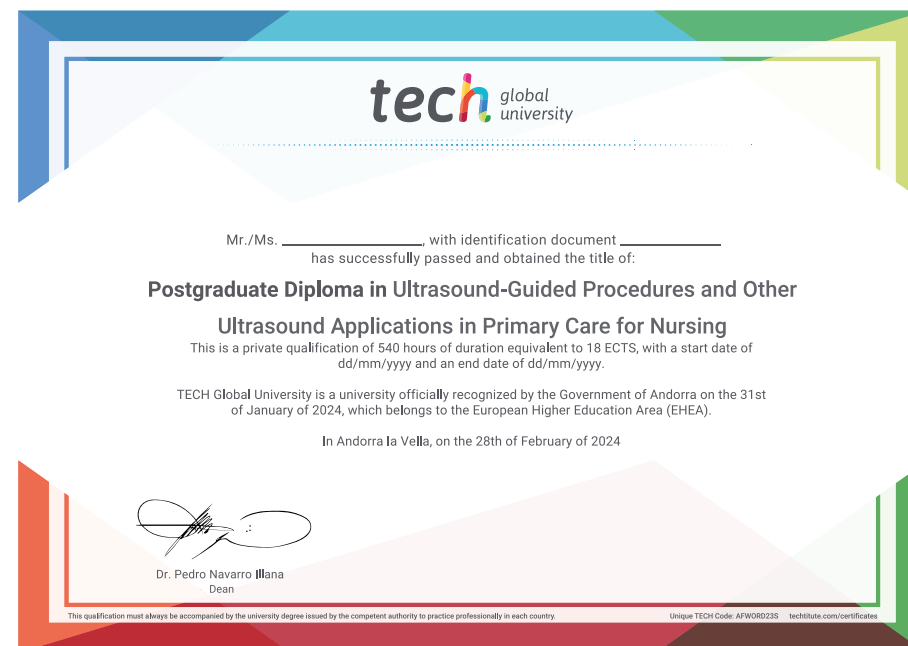 tech global university
Mr./Ms. ____________________, with identification document ______________
has successfully passed and obtained the title of:
Postgraduate Diploma in Ultrasound-Guided Procedures and Other
Ultrasound Applications in Primary Care for Nursing
This is a private qualification of 540 hours of duration equivalent to 18 ECTS, with a start date of
dd/mm/yyyy and an end date of dd/mm/yyyy.
TECH Global University is a university officially recognized by the Government of Andorra on the 31st
of January of 2024, which belongs to the European Higher Education Area (EHEA).
In Andorra la Vella, on the 28th of February of 2024
Dr. Pedro Navarro Illana
Dean
This qualification must always be accompanied by the university degree issued by the competent authority to practice professionally in each country.
Unique TECH Code: AFWORD23S techtitute.com/certificates